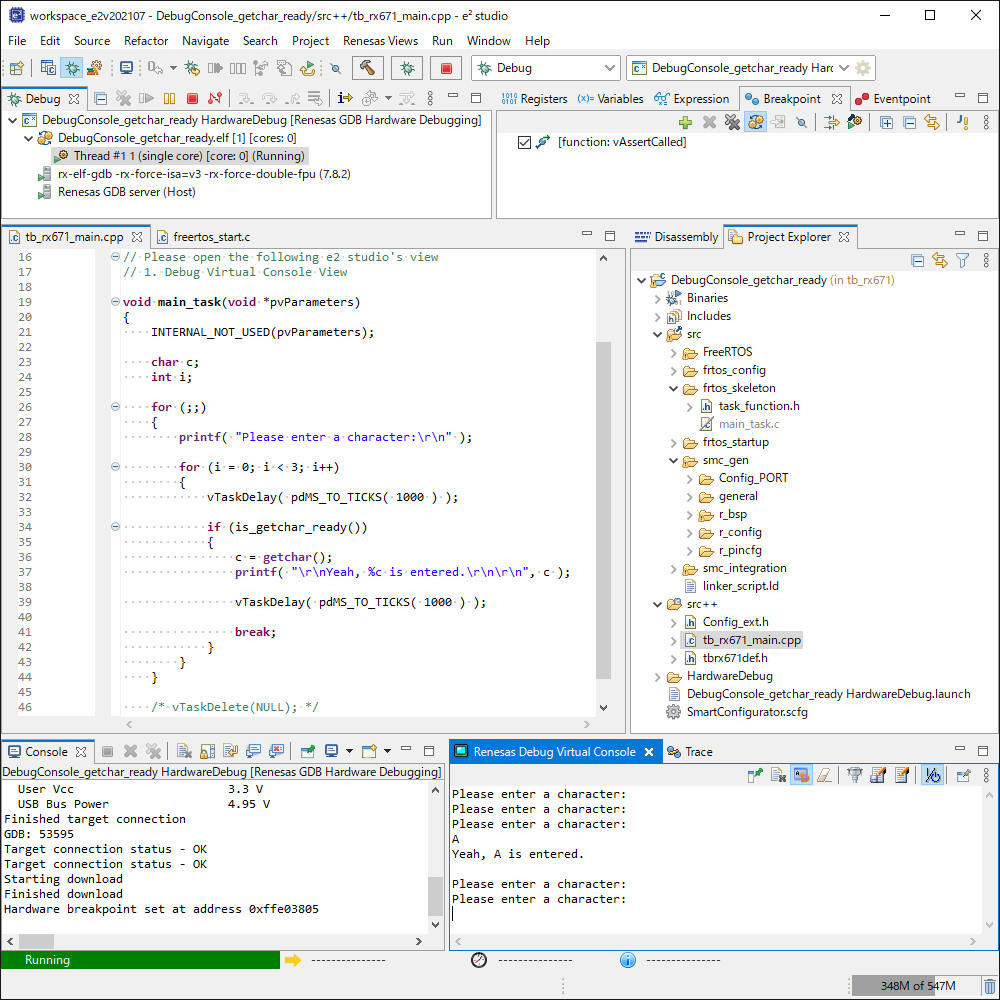 workspace_e2v202107 - DebugConsole_getchar_ready/src++/tb_rx671_main.cpp - e² studio
File Edit Source Refactor Navigate Search Project Renesas Views Run Window Help
Debug
DebugConsole_getchar_ready Harc
Debug
DebugConsole_getchar_ready HardwareDebug [Renesas GDB Hardware Debugging]
DebugConsole_getchar_ready.elf [1] [cores: 0]
Thread #1 1 (single core) [core: 0] (Running)
rx-elf-gdb -rx-force-isa=v3 -rx-force-double-fpu (7.8.2)
Renesas GDB server (Host)
Registers (x)= Variables Expression Breakpoint Eventpoint
[function: vAssertCalled]
tb_rx671_main.cpp freertos_start.c
16 // Please open the following e2 studio's view
17 // 1. Debug Virtual Console View
18
19 void main_task(void *pvParameters)
20 {
21 INTERNAL_NOT_USED(pvParameters);
22
23 char c;
24 int i;
25
26 for (;;)
27 {
28 printf( "Please enter a character:\r\n" );
29
30 for (i = 0; i < 3; i++)
31 {
32 vTaskDelay( pdMS_TO_TICKS( 1000 ) );
33
34 if (is_getchar_ready())
35 {
36 c = getchar();
37 printf( "\r\nYeah, %c is entered.\r\n\r\n", c );
38
39 vTaskDelay( pdMS_TO_TICKS( 1000 ) );
40
41 break;
42 }
43 }
44 }
45
46 /* vTaskDelete(NULL); */
Disassembly Project Explorer
DebugConsole_getchar_ready (in tb_rx671)
Binaries
Includes
src
FreeRTOS
frtos_config
frtos_skeleton
task_function.h
main_task.c
frtos_startup
smc_gen
Config_PORT
general
r_bsp
r_config
r_pincfg
smc_integration
linker_script.ld
src++
Config_ext.h
tb_rx671_main.cpp
tbrx671def.h
HardwareDebug
DebugConsole_getchar_ready HardwareDebug.launch
SmartConfigurator.scfg
Console
DebugConsole_getchar_ready HardwareDebug [Renesas GDB Hardware Debugging]
User Vcc 3.3 V
USB Bus Power 4.95 V
Finished target connection
GDB: 53595
Target connection status - OK
Target connection status - OK
Starting download
Finished download
Hardware breakpoint set at address 0xffe03805
Renesas Debug Virtual Console Trace
Please enter a character:
Please enter a character:
Please enter a character:
A
Yeah, A is entered.
Please enter a character:
Please enter a character:
Running --------------- --------------- ---------------
348M of 547M